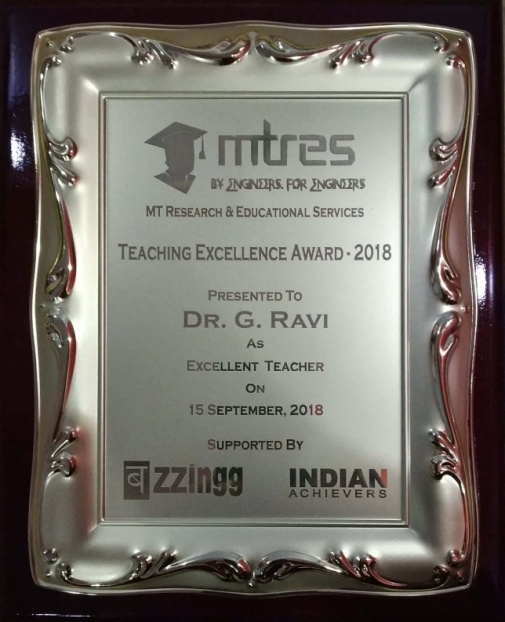 mtres
BY ENGINEERS, FOR ENGINEERS
MT RESEARCH & EDUCATIONAL SERVICES
TEACHING EXCELLENCE AWARD - 2018
PRESENTED TO
DR. G. RAVI
AS
EXCELLENT TEACHER
ON
15 SEPTEMBER, 2018
SUPPORTED BY
बzzingg
INDIAN
ACHIEVERS